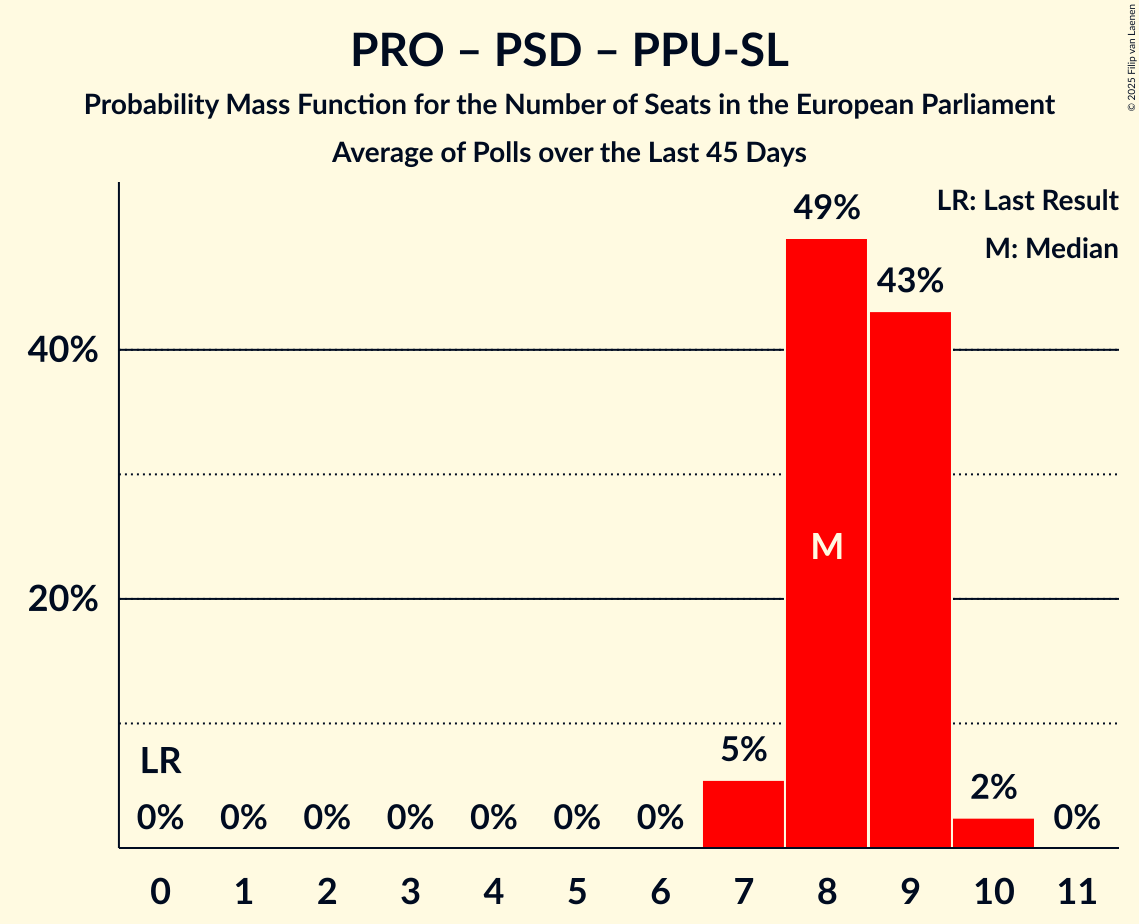 PRO – PSD – PPU-SL
Probability Mass Function for the Number of Seats in the European Parliament
Average of Polls over the Last 45 Days
© 2025 Filip van Laenen
LR: Last Result
M: Median
49%
43%
40%
M
20%
LR
5%
2%
0% 0% 0% 0% 0% 0% 0% 0%
0 1 2 3 4 5 6 7 8 9 10 11